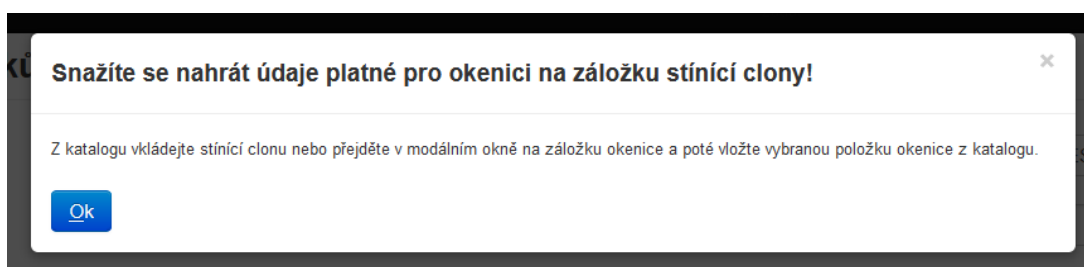 Snažíte se nahrát údaje platné pro okenici na záložku stínící clony!
×
Z katalogu vkládejte stínící clonu nebo přejděte v modálním okně na záložku okenice a poté vložte vybranou položku okenice z katalogu.
Ok